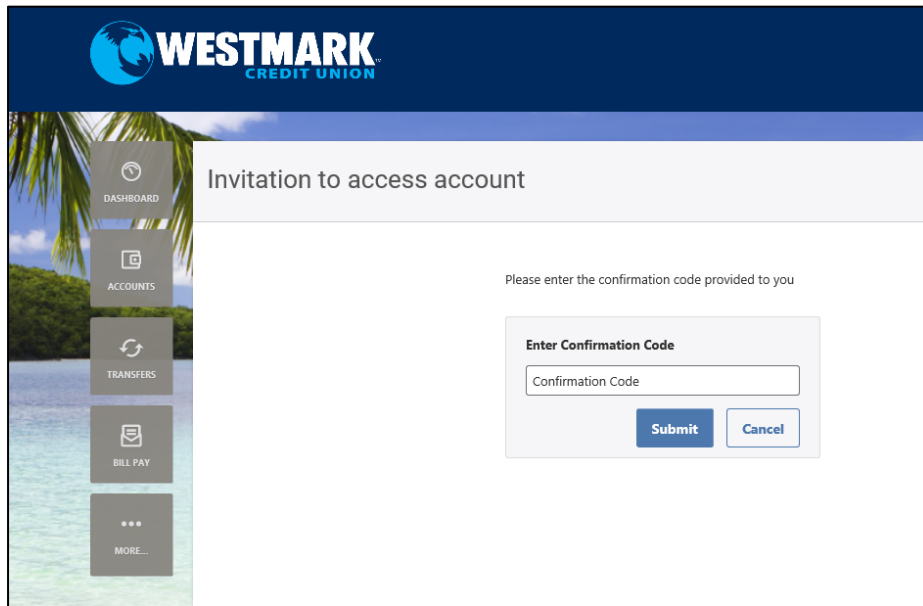 WESTMARK
CREDIT UNION
DASHBOARD
Invitation to access account
ACCOUNTS
Please enter the confirmation code provided to you
Enter Confirmation Code
TRANSFERS
Confirmation Code
Submit Cancel
BILL PAY
MORE...